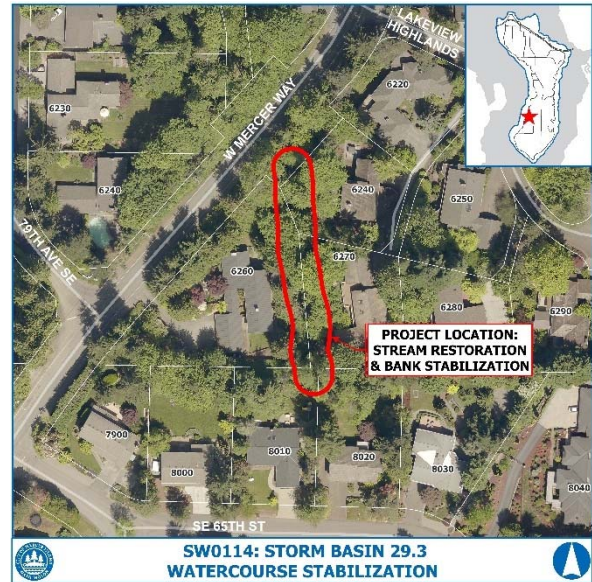 LAKEVIEW
HIGHLANDS
W MERCER WAY
6220
6230
6240
6240
6250
79TH AVE SE
6260
6270
6280
6290
PROJECT LOCATION:
STREAM RESTORATION
& BANK STABILIZATION
7900
8000
8010
8020
8030
8040
SE 65TH ST
SW0114: STORM BASIN 29.3
WATERCOURSE STABILIZATION